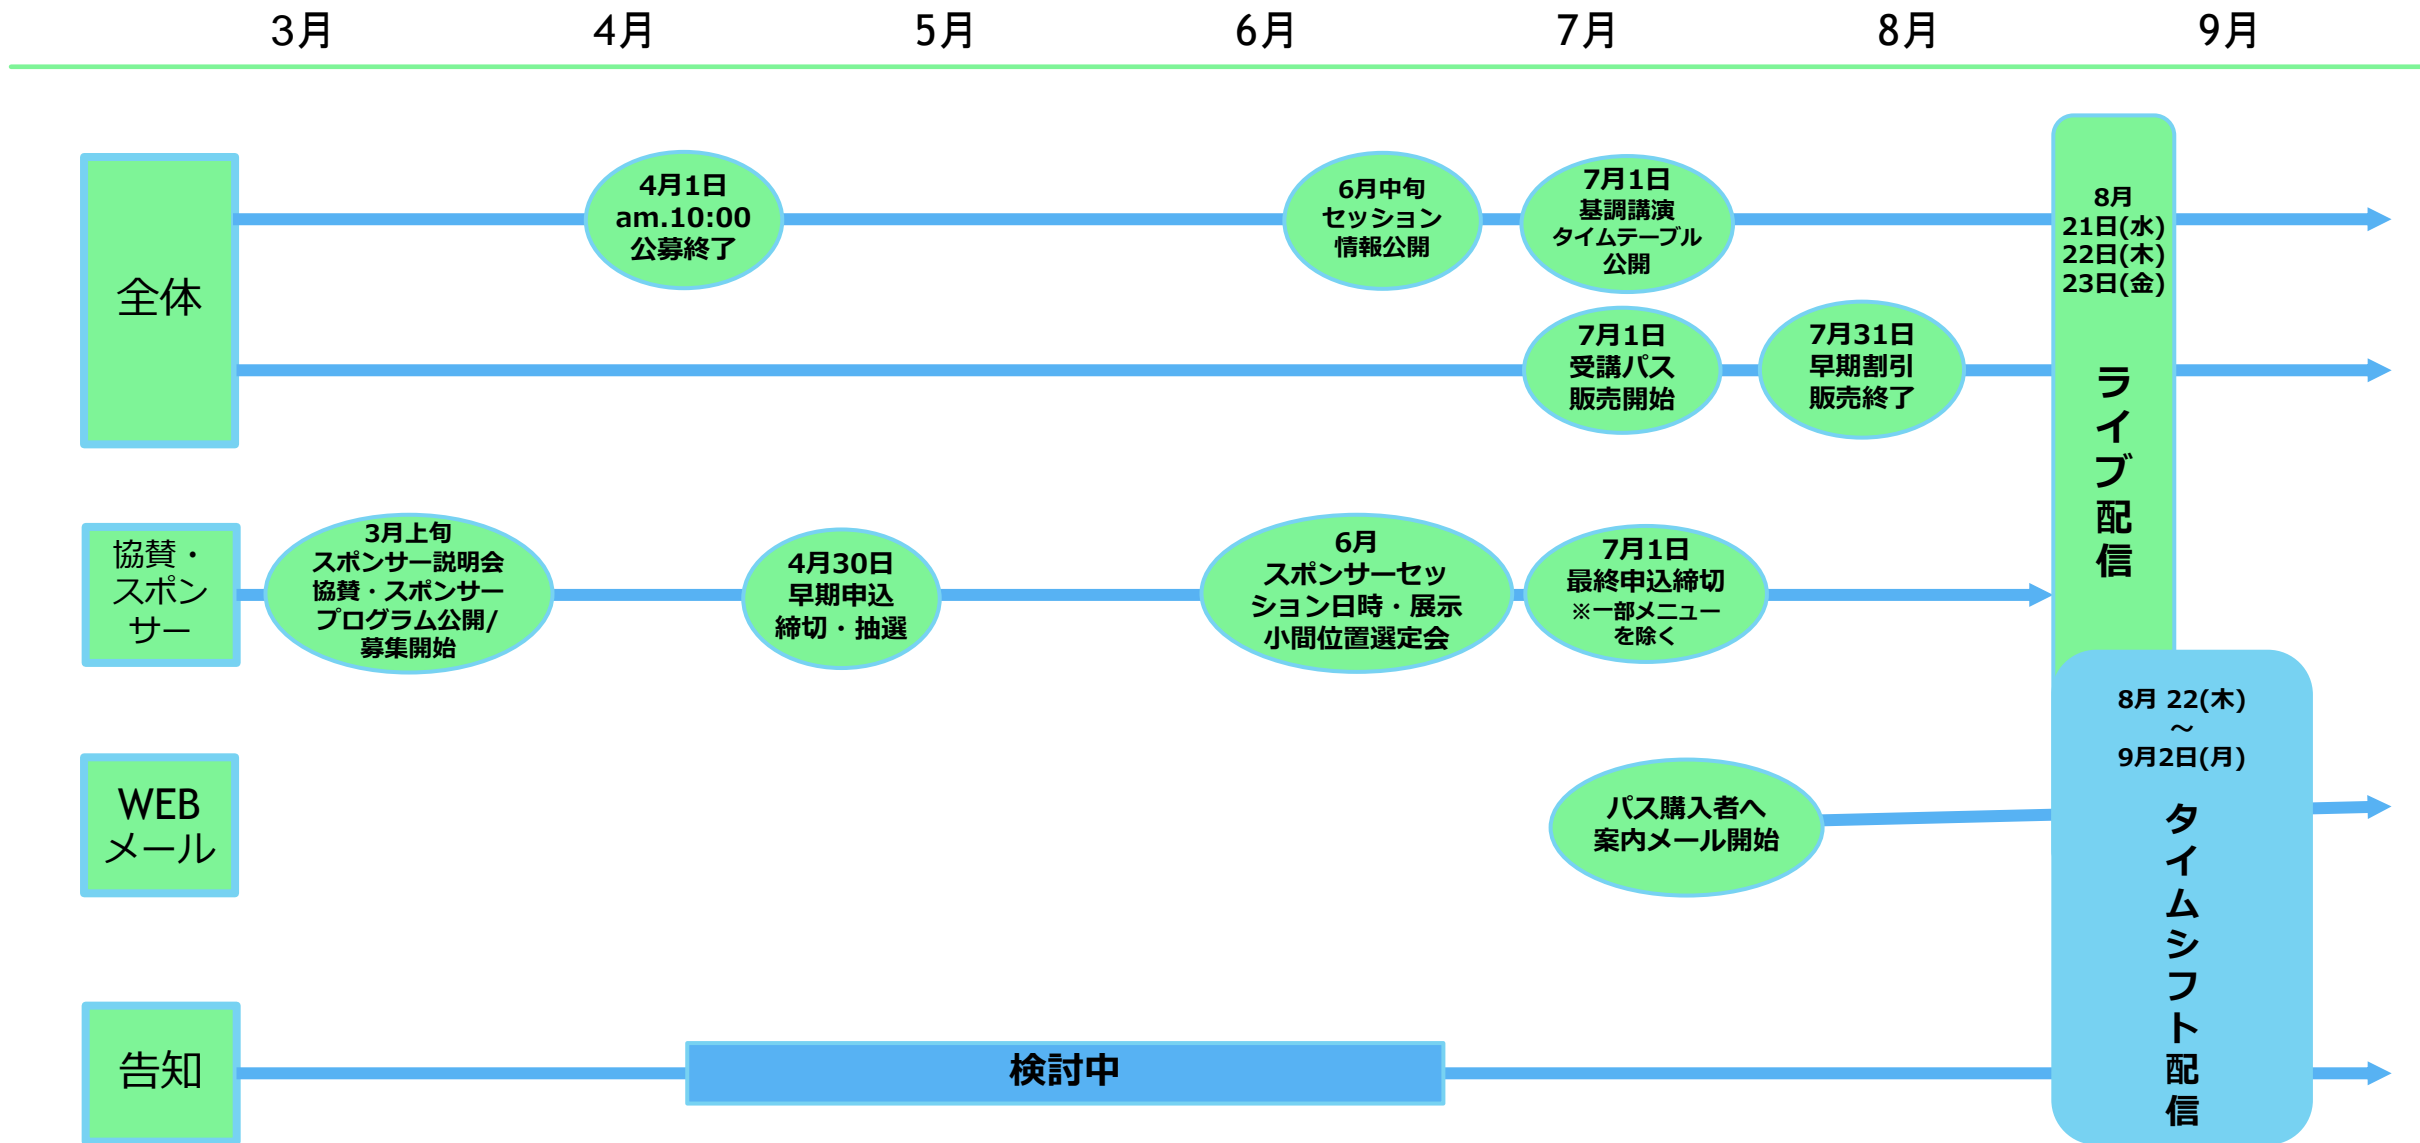 3月
4月
5月
6月
7月
8月
9月
全体
4月1日
am.10:00
公募終了
6月中旬
セッション
情報公開
7月1日
基調講演
タイムテーブル
公開
7月1日
受講パス
販売開始
7月31日
早期割引
販売終了
8月
21日(水)
22日(木)
23日(金)
ライブ配信
協賛・
スポン
サー
3月上旬
スポンサー説明会
協賛・スポンサー
プログラム公開/
募集開始
4月30日
早期申込
締切・抽選
6月
スポンサーセッ
ション日時・展示
小間位置選定会
7月1日
最終申込締切
※一部メニュー
を除く
8月 22(木)
～
9月2日(月)
タイムシフト配信
WEB
メール
パス購入者へ
案内メール開始
告知
検討中